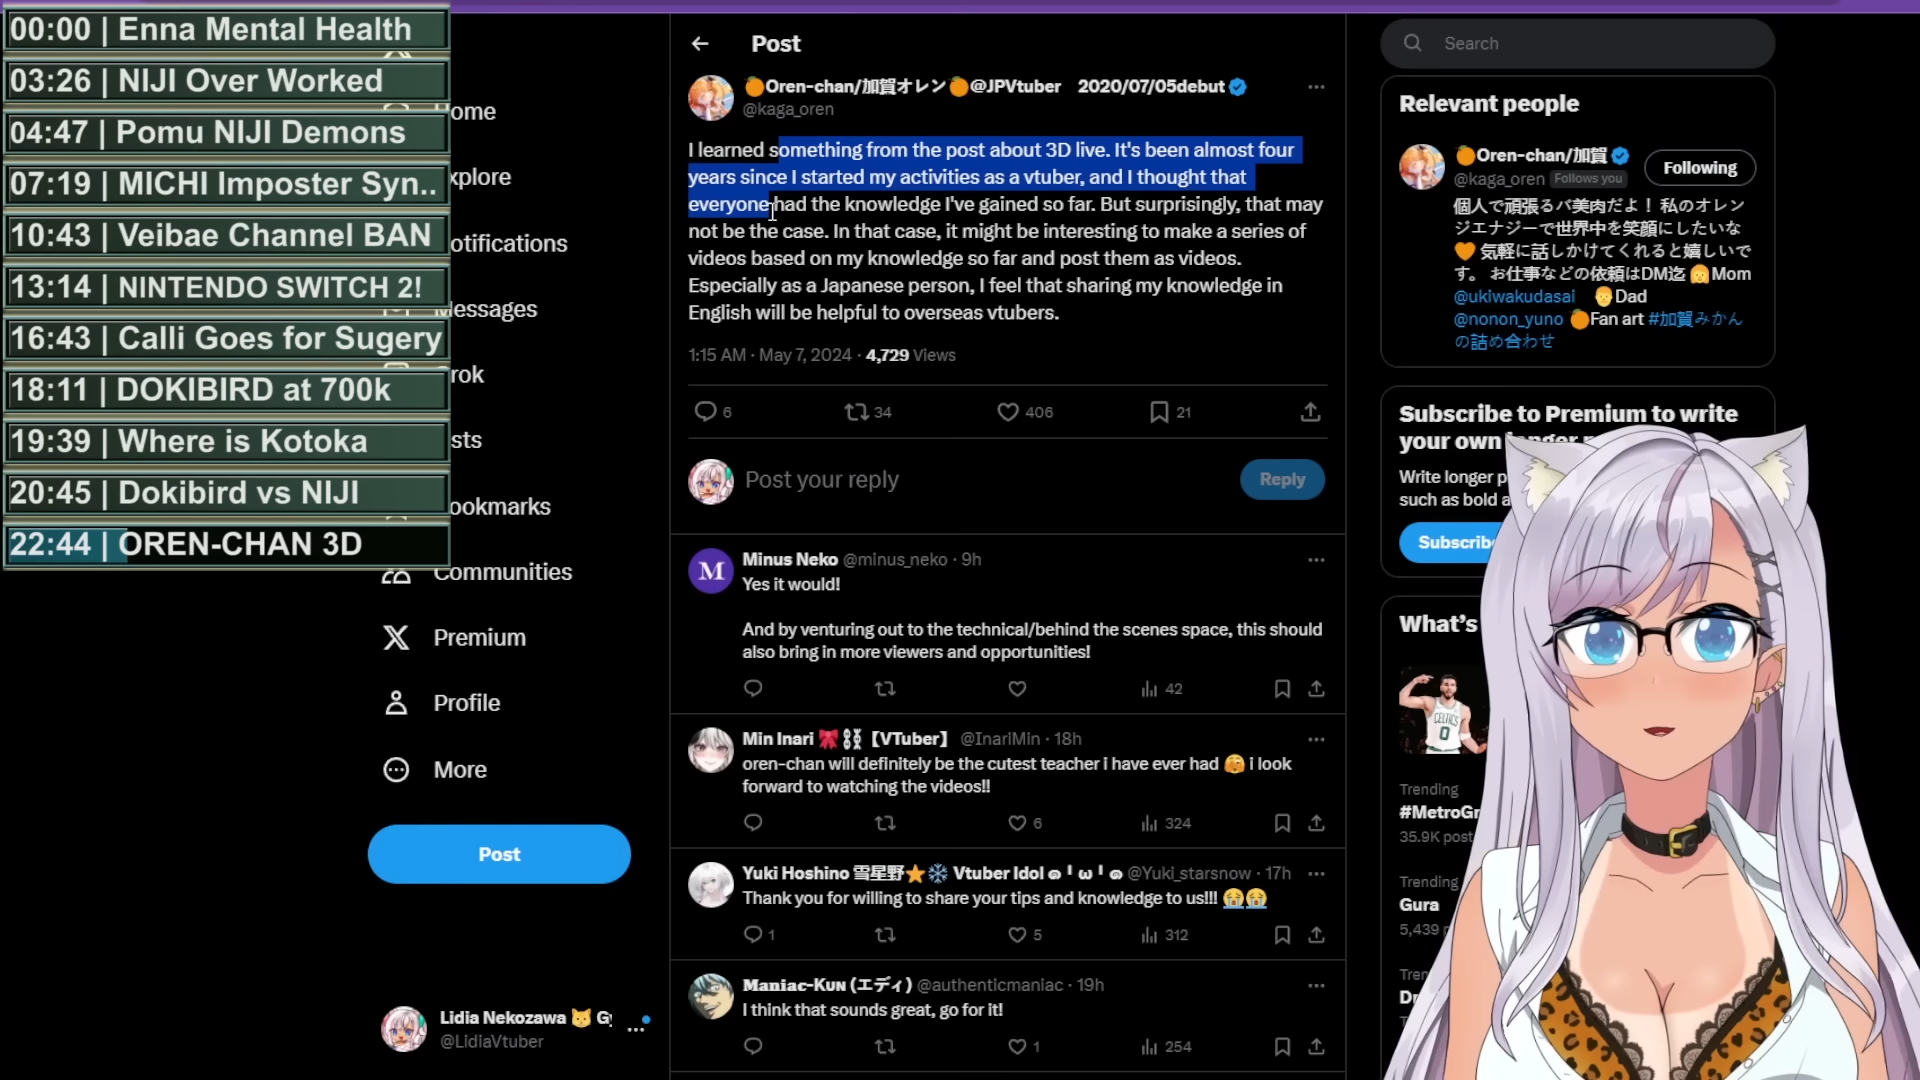 00:00 | Enna Mental Health
03:26 | NIJI Over Worked
04:47 | Pomu NIJI Demons
07:19 | MICHI Imposter Syn..
10:43 | Veibae Channel BAN
13:14 | NINTENDO SWITCH 2!
16:43 | Calli Goes for Sugery
18:11 | DOKIBIRD at 700k
19:39 | Where is Kotoka
20:45 | Dokibird vs NIJI
22:44 | OREN-CHAN 3D
ome
xplore
otifications
Messages
rok
sts
ookmarks
Communities
Premium
Profile
More
Post
Lidia Nekozawa 🐱 G
@LidiaVtuber
Post
🍊Oren-chan/加賀オレン🍊@JPVtuber 2020/07/05debut
@kaga_oren
I learned something from the post about 3D live. It's been almost four
years since I started my activities as a vtuber, and I thought that
everyone had the knowledge I've gained so far. But surprisingly, that may
not be the case. In that case, it might be interesting to make a series of
videos based on my knowledge so far and post them as videos.
Especially as a Japanese person, I feel that sharing my knowledge in
English will be helpful to overseas vtubers.
1:15 AM · May 7, 2024 · 4,729 Views
6 34 406 21
Post your reply
Reply
Minus Neko @minus_neko · 9h
M
Yes it would!
And by venturing out to the technical/behind the scenes space, this should
also bring in more viewers and opportunities!
42
Min Inari 🎀⛓【VTuber】 @InariMin · 18h
oren-chan will definitely be the cutest teacher i have ever had 🫣 i look
forward to watching the videos!!
6 324
Yuki Hoshino 雪星野⭐❄ Vtuber Idol ๑╹ω╹๑ @Yuki_starsnow · 17h
Thank you for willing to share your tips and knowledge to us!!! 😭😭
1 5 312
Maniac-Kun (エディ) @authenticmaniac · 19h
I think that sounds great, go for it!
1 254
Search
Relevant people
🍊Oren-chan/加賀
@kaga_oren Follows you
Following
個人で頑張るバ美肉だよ！ 私のオレン
ジエナジーで世界中を笑顔にしたいな
🧡 気軽に話しかけてくれると嬉しいで
す。 お仕事などの依頼はDM迄 👩Mom
@ukiwakudasai 👨Dad
@nonon_yuno 🍊Fan art #加賀みかん
の詰め合わせ
Subscribe to Premium to write
your own longer p
Write longer p
such as bold a
Subscrib
What's
CELTICS
0
Trending
#MetroGr
35.9K post
Trending
Gura
5,439
Tren